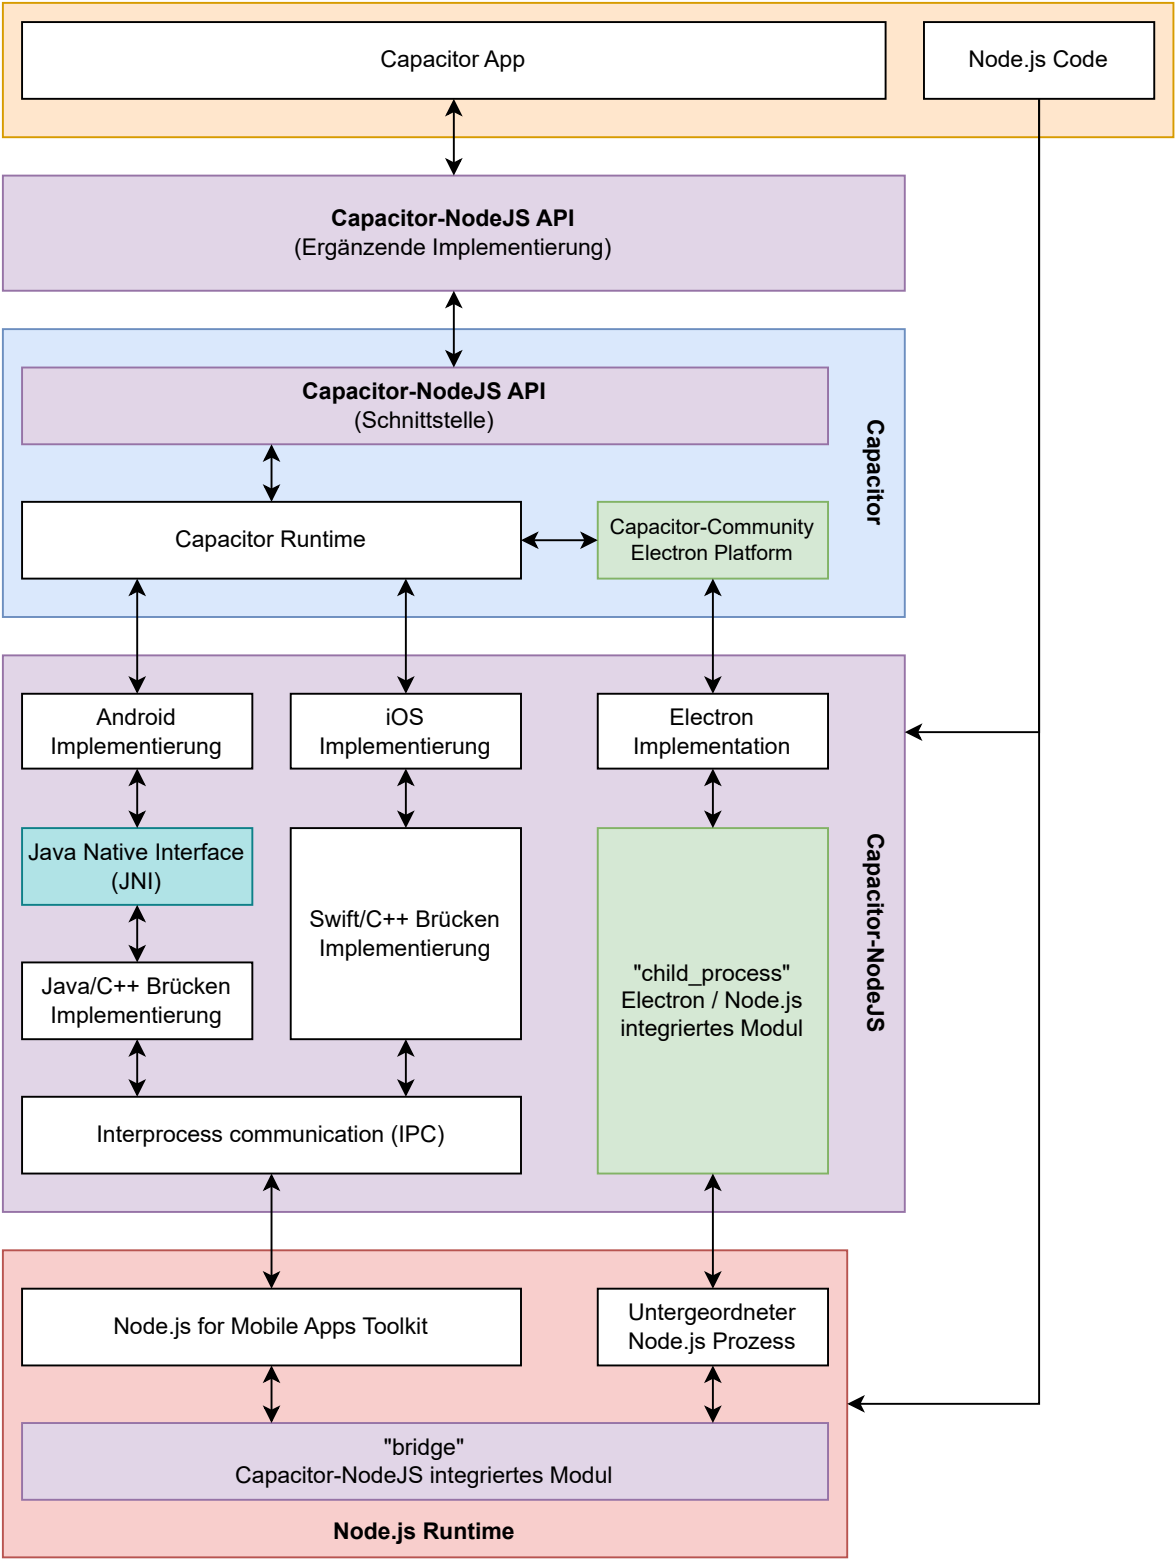 Capacitor App
Node.js Code
Capacitor-NodeJS API
(Ergänzende Implementierung)
Capacitor-NodeJS API
(Schnittstelle)
Capacitor
Capacitor Runtime
Capacitor-Community
Electron Platform
Android
Implementierung
iOS
Implementierung
Electron
Implementation
Java Native Interface
(JNI)
Swift/C++ Brücken
Implementierung
"child_process"
Electron / Node.js
integriertes Modul
Capacitor-NodeJS
Java/C++ Brücken
Implementierung
Interprocess communication (IPC)
Node.js for Mobile Apps Toolkit
Untergeordneter
Node.js Prozess
"bridge"
Capacitor-NodeJS integriertes Modul
Node.js Runtime